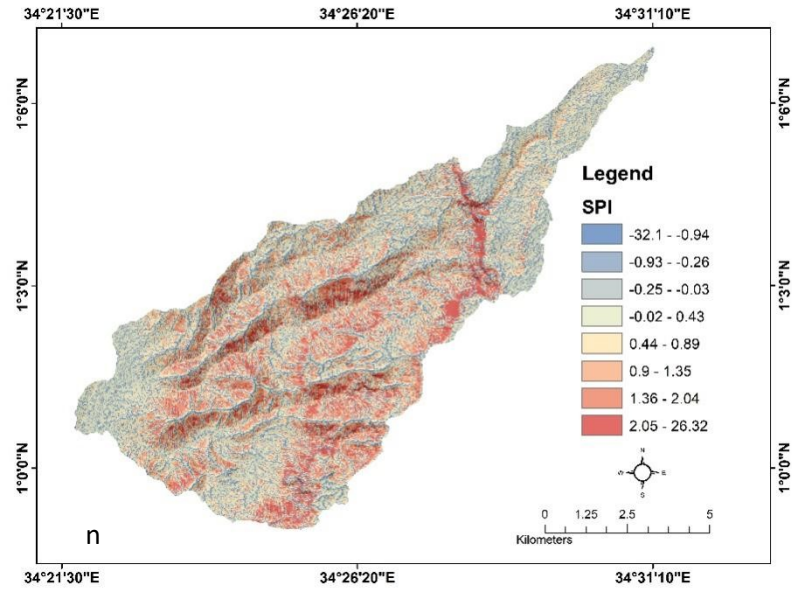 34°21'30"E 34°26'20"E 34°31'10"E
1°6'0"N 1°6'0"N
Legend
SPI
-32.1 - -0.94
-0.93 - -0.26
-0.25 - -0.03
1°3'0"N 1°3'0"N
-0.02 - 0.43
0.44 - 0.89
0.9 - 1.35
1.36 - 2.04
2.05 - 26.32
N
W E
S
1°0'0"N 1°0'0"N
0 1.25 2.5 5
Kilometers
n
34°21'30"E 34°26'20"E 34°31'10"E